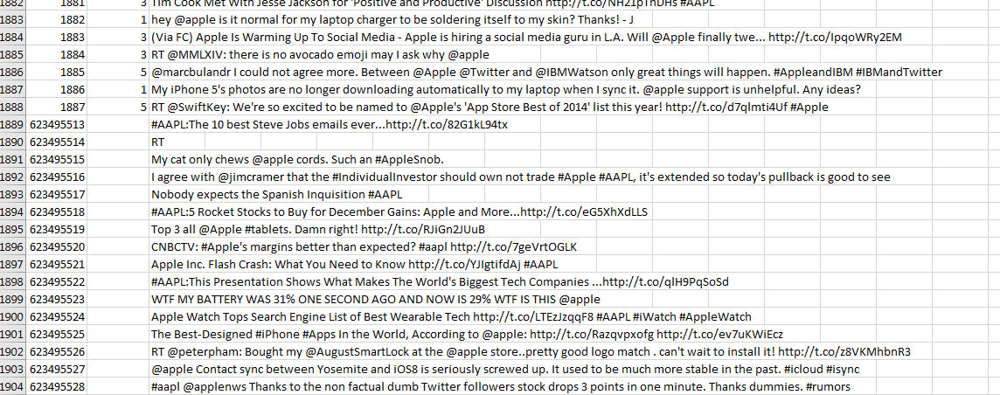 1882 1881 3 Tim Cook Met With Jesse Jackson for 'Positive and Productive' Discussion http://t.co/NH21pTnDHs #AAPL
1883 1882 1 hey @apple is it normal for my laptop charger to be soldering itself to my skin? Thanks! - J
1884 1883 3 (Via FC) Apple Is Warming Up To Social Media - Apple is hiring a social media guru in L.A. Will @Apple finally twe... http://t.co/IpqoWRy2EM
1885 1884 3 RT @MMLXIV: there is no avocado emoji may I ask why @apple
1886 1885 5 @marcbulandr I could not agree more. Between @Apple @Twitter and @IBMWatson only great things will happen. #AppleandIBM #IBMandTwitter
1887 1886 1 My iPhone 5's photos are no longer downloading automatically to my laptop when I sync it. @apple support is unhelpful. Any ideas?
1888 1887 5 RT @SwiftKey: We're so excited to be named to @Apple's 'App Store Best of 2014' list this year! http://t.co/d7qlmti4Uf #Apple
1889 623495513 #AAPL:The 10 best Steve Jobs emails ever...http://t.co/82G1kL94tx
1890 623495514 RT
1891 623495515 My cat only chews @apple cords. Such an #AppleSnob.
1892 623495516 I agree with @jimcramer that the #IndividualInvestor should own not trade #Apple #AAPL, it's extended so today's pullback is good to see
1893 623495517 Nobody expects the Spanish Inquisition #AAPL
1894 623495518 #AAPL:5 Rocket Stocks to Buy for December Gains: Apple and More...http://t.co/eG5XhXdLLS
1895 623495519 Top 3 all @Apple #tablets. Damn right! http://t.co/RJiGn2JUuB
1896 623495520 CNBCTV: #Apple's margins better than expected? #aapl http://t.co/7geVrtOGLK
1897 623495521 Apple Inc. Flash Crash: What You Need to Know http://t.co/YJIgtifdAj #AAPL
1898 623495522 #AAPL:This Presentation Shows What Makes The World's Biggest Tech Companies ...http://t.co/qlH9PqSoSd
1899 623495523 WTF MY BATTERY WAS 31% ONE SECOND AGO AND NOW IS 29% WTF IS THIS @apple
1900 623495524 Apple Watch Tops Search Engine List of Best Wearable Tech http://t.co/LTEzJzqqF8 #AAPL #iWatch #AppleWatch
1901 623495525 The Best-Designed #iPhone #Apps In the World, According to @apple: http://t.co/Razqvpxofg http://t.co/ev7uKWiEcz
1902 623495526 RT @peterpham: Bought my @AugustSmartLock at the @apple store..pretty good logo match . can't wait to install it! http://t.co/z8VKMhbnR3
1903 623495527 @apple Contact sync between Yosemite and iOS8 is seriously screwed up. It used to be much more stable in the past. #icloud #isync
1904 623495528 #aapl @applenws Thanks to the non factual dumb Twitter followers stock drops 3 points in one minute. Thanks dummies. #rumors